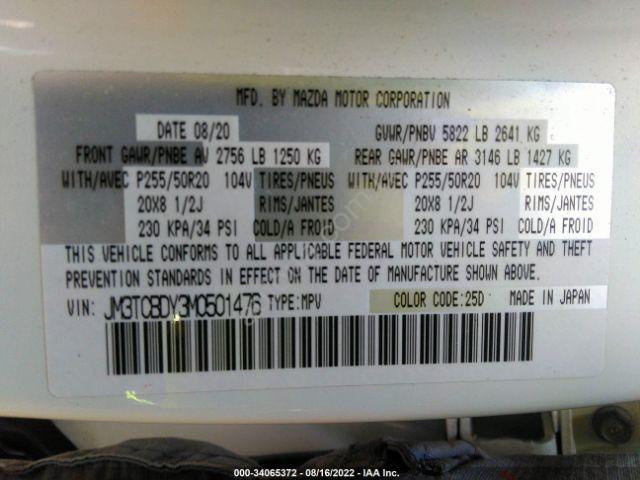 MFD. BY MAZDA MOTOR CORPORATION
DATE 08/20 GVWR/PNBV 5822 LB 2641 KG
FRONT GAWR/PNBE AV 2756 LB 1250 KG REAR GAWR/PNBE AR 3146 LB 1427 KG
WITH/AVEC P255/50R20 104V TIRES/PNEUS WITH/AVEC P255/50R20 104V TIRES/PNEUS
20X8 1/2J RIMS/JANTES 20X8 1/2J RIMS/JANTES
230 KPA/34 PSI COLD/A FROID 230 KPA/34 PSI COLD/A FROID
THIS VEHICLE CONFORMS TO ALL APPLICABLE FEDERAL MOTOR VEHICLE SAFETY AND THEFT
PREVENTION STANDARDS IN EFFECT ON THE DATE OF MANUFACTURE SHOWN ABOVE.
VIN: JM3TCBDY3M0501476 TYPE:MPV COLOR CODE:25D MADE IN JAPAN
© 34065372 - 08/16/2022 - IAA Inc.